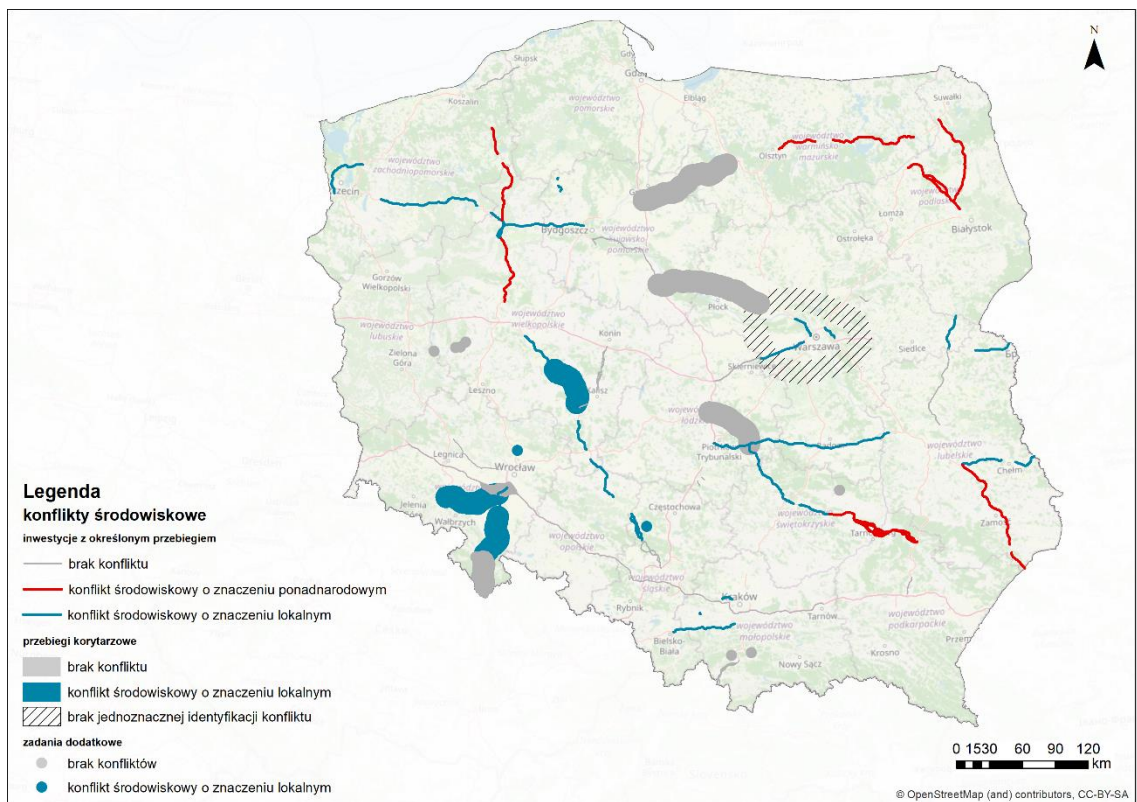 N
Słupsk
Gdy
Gda
Koszalin
województwo
pomorskie
Elbląg
Suwałki
województwo
warmińsko
mazurskie
Olsztyn
województwo
zachodniopomorskie
zecin
województwo
podlaskie
Łomża
Białystok
Bydgoszcz
województwo
kujawsko
pomorskie
Ostrołęka
Gorzów
Wielkopolski
Płock
województwo
lubuskie
województwo
wielkopolskie
Konin
Warszawa
Siedlce
Zielona
Góra
Skierniewice
Leszno
Kalisz
województwo
łódzkie
Piotrków
Trybunalski
Radom
województwo
lubelskie
Chełm
Legnica
Wrocław
Jelenia
Góra
Wałbrzych
Częstochowa
województwo
świętokrzyskie
Zamość
województwo
opolskie
Tarnobrzeg
województwo
śląskie
Rybnik
Kraków
Tarnów
województwo
podkarpackie
Bielsko-
Biała
województwo
małopolskie
Przem
Nowy Sącz
Krosno
Legenda
konflikty środowiskowe
inwestycje z określonym przebiegiem
brak konfliktu
konflikt środowiskowy o znaczeniu ponadnarodowym
konflikt środowiskowy o znaczeniu lokalnym
przebiegi korytarzowe
brak konfliktu
konflikt środowiskowy o znaczeniu lokalnym
brak jednoznacznej identyfikacji konfliktu
zadania dodatkowe
brak konfliktów
konflikt środowiskowy o znaczeniu lokalnym
0 15 30 60 90 120
km
© OpenStreetMap (and) contributors, CC-BY-SA